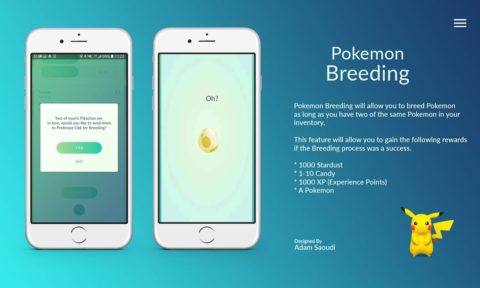 11:22
Two of your's Pikachus are
in love, would you like to send them
to Professor Oak for Breeding?
YES
NO
Oh?
Pokemon
Breeding
Pokemon Breeding will allow you to breed Pokemon
as long as you have two of the same Pokemon in your
inventory.
This feature will allow you to gain the following rewards
if the Breeding process was a success.
* 1000 Stardust
* 1-10 Candy
* 1000 XP (Experience Points)
* A Pokemon
Designed By
Adam Saoudi